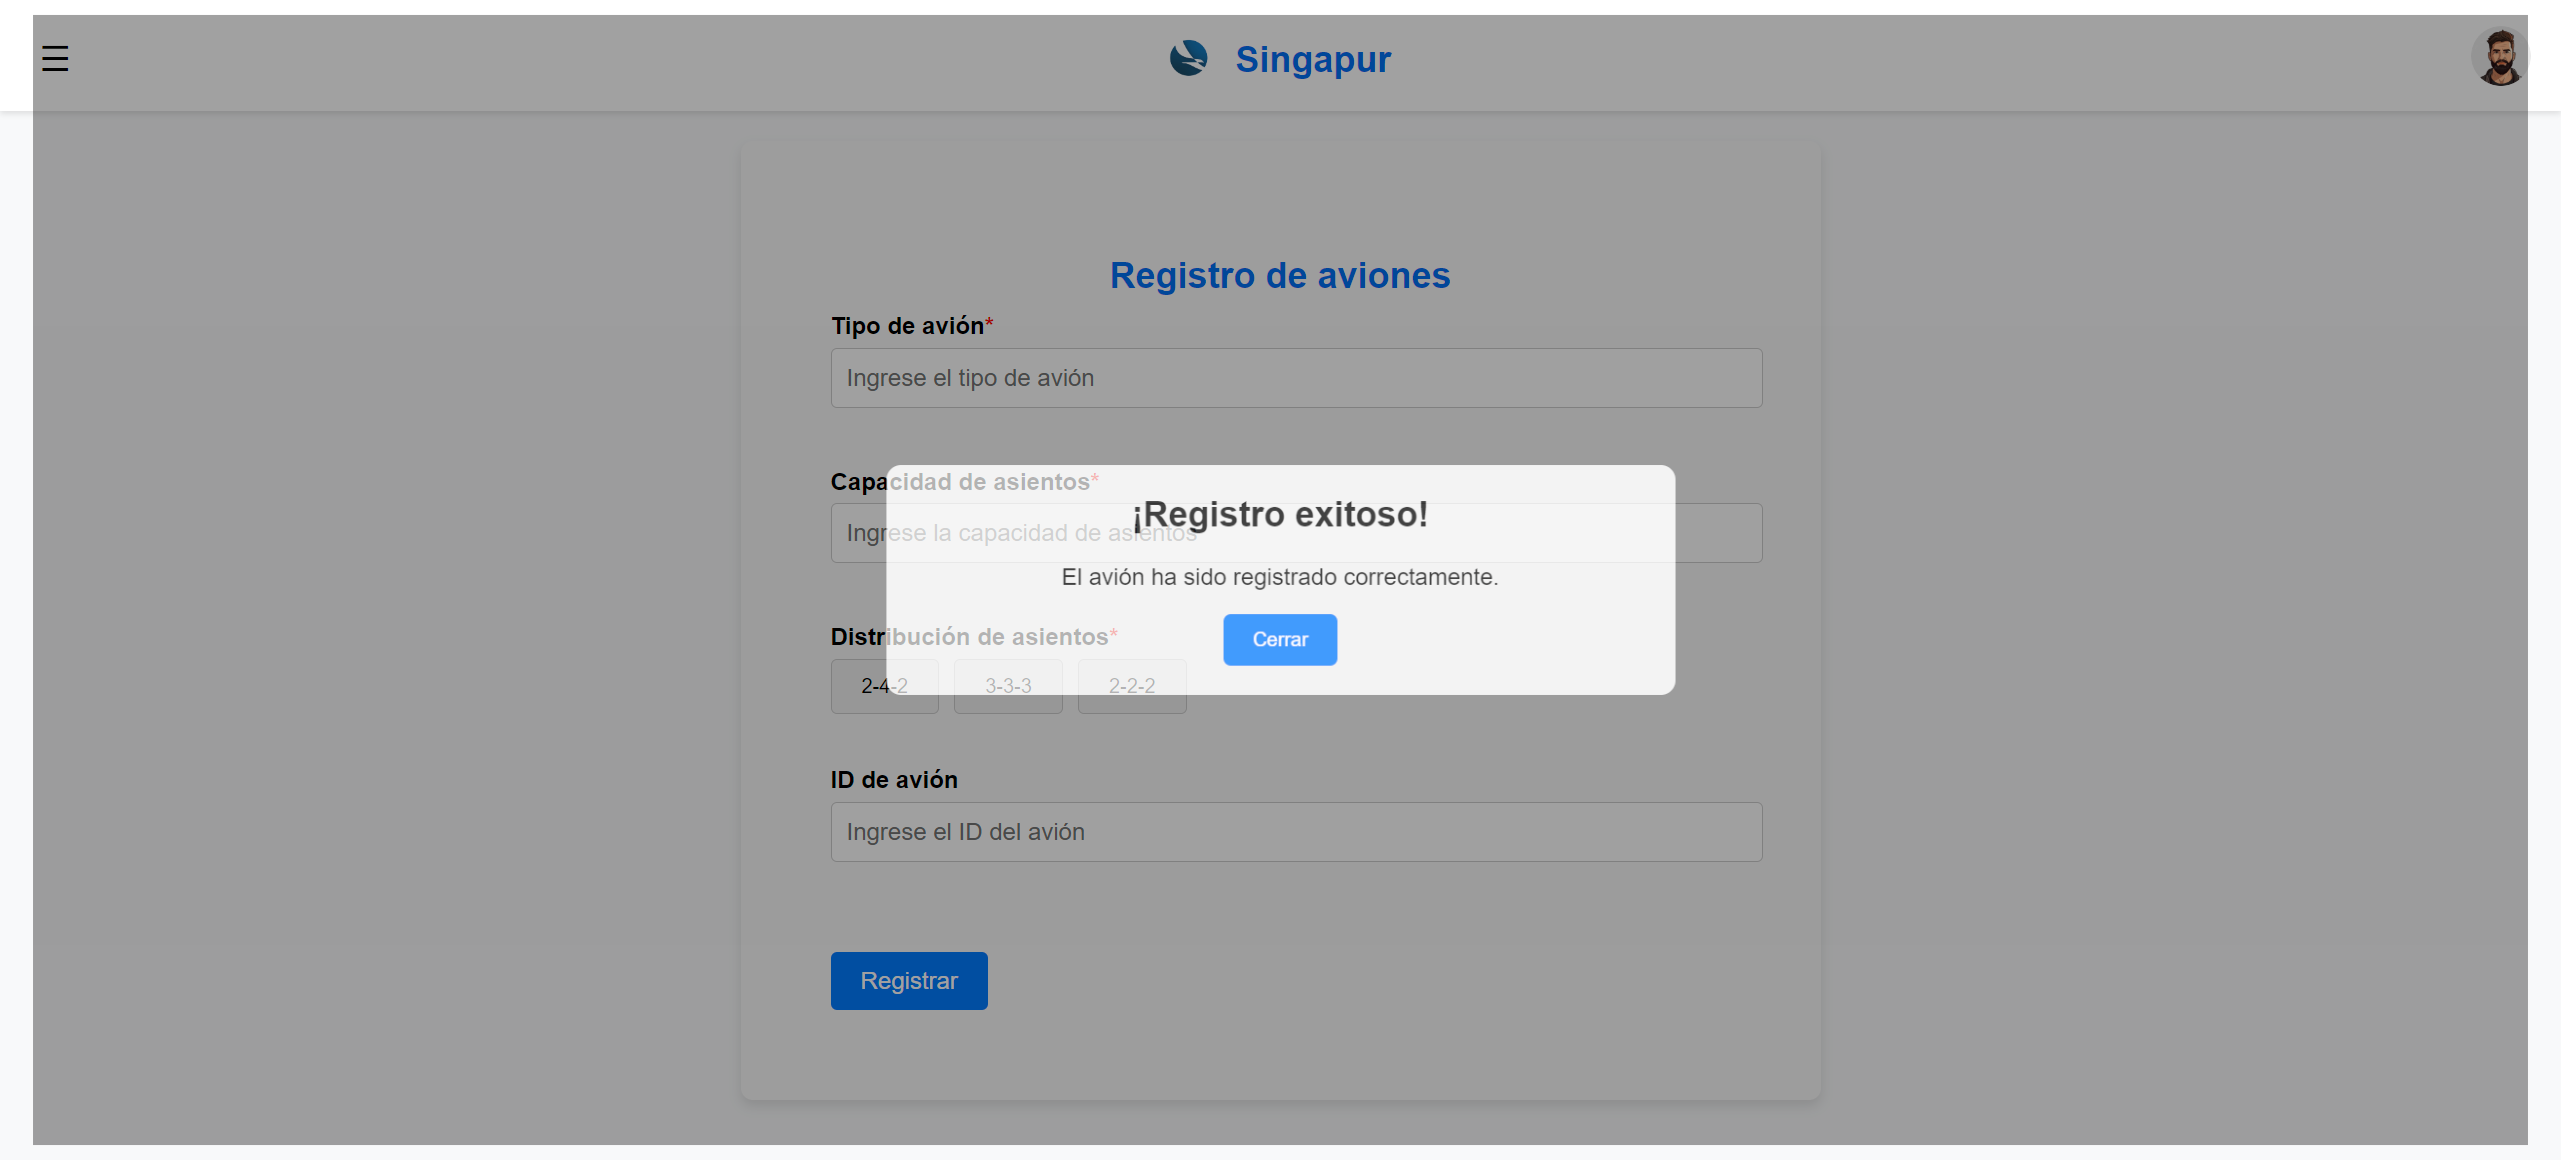 Singapur
Registro de aviones
Tipo de avión*
Ingrese el tipo de avión
Capacidad de asientos*
Ingrese la capacidad de asientos
¡Registro exitoso!
El avión ha sido registrado correctamente.
Cerrar
Distribución de asientos*
2-4-2 3-3-3 2-2-2
ID de avión
Ingrese el ID del avión
Registrar